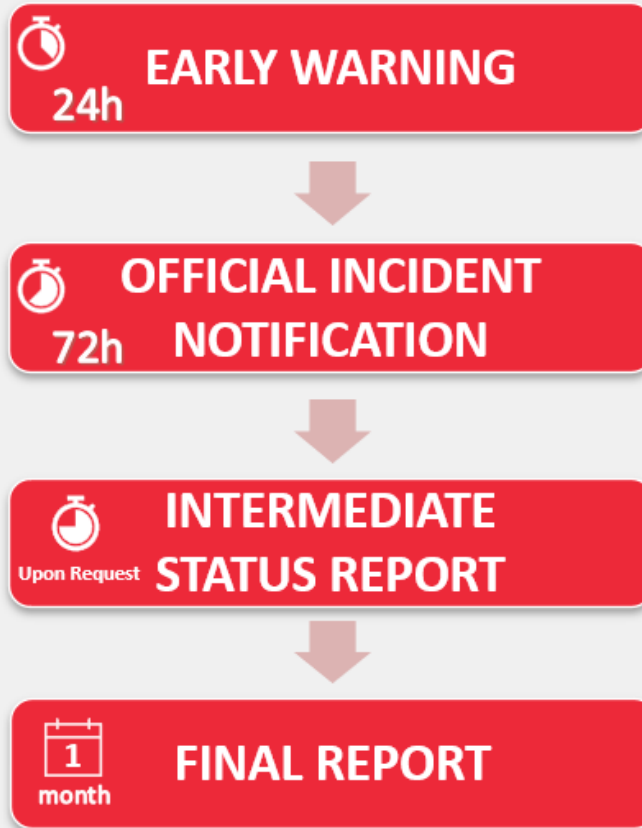 EARLY WARNING
24h
OFFICIAL INCIDENT
NOTIFICATION
72h
INTERMEDIATE
STATUS REPORT
Upon Request
FINAL REPORT
1
month